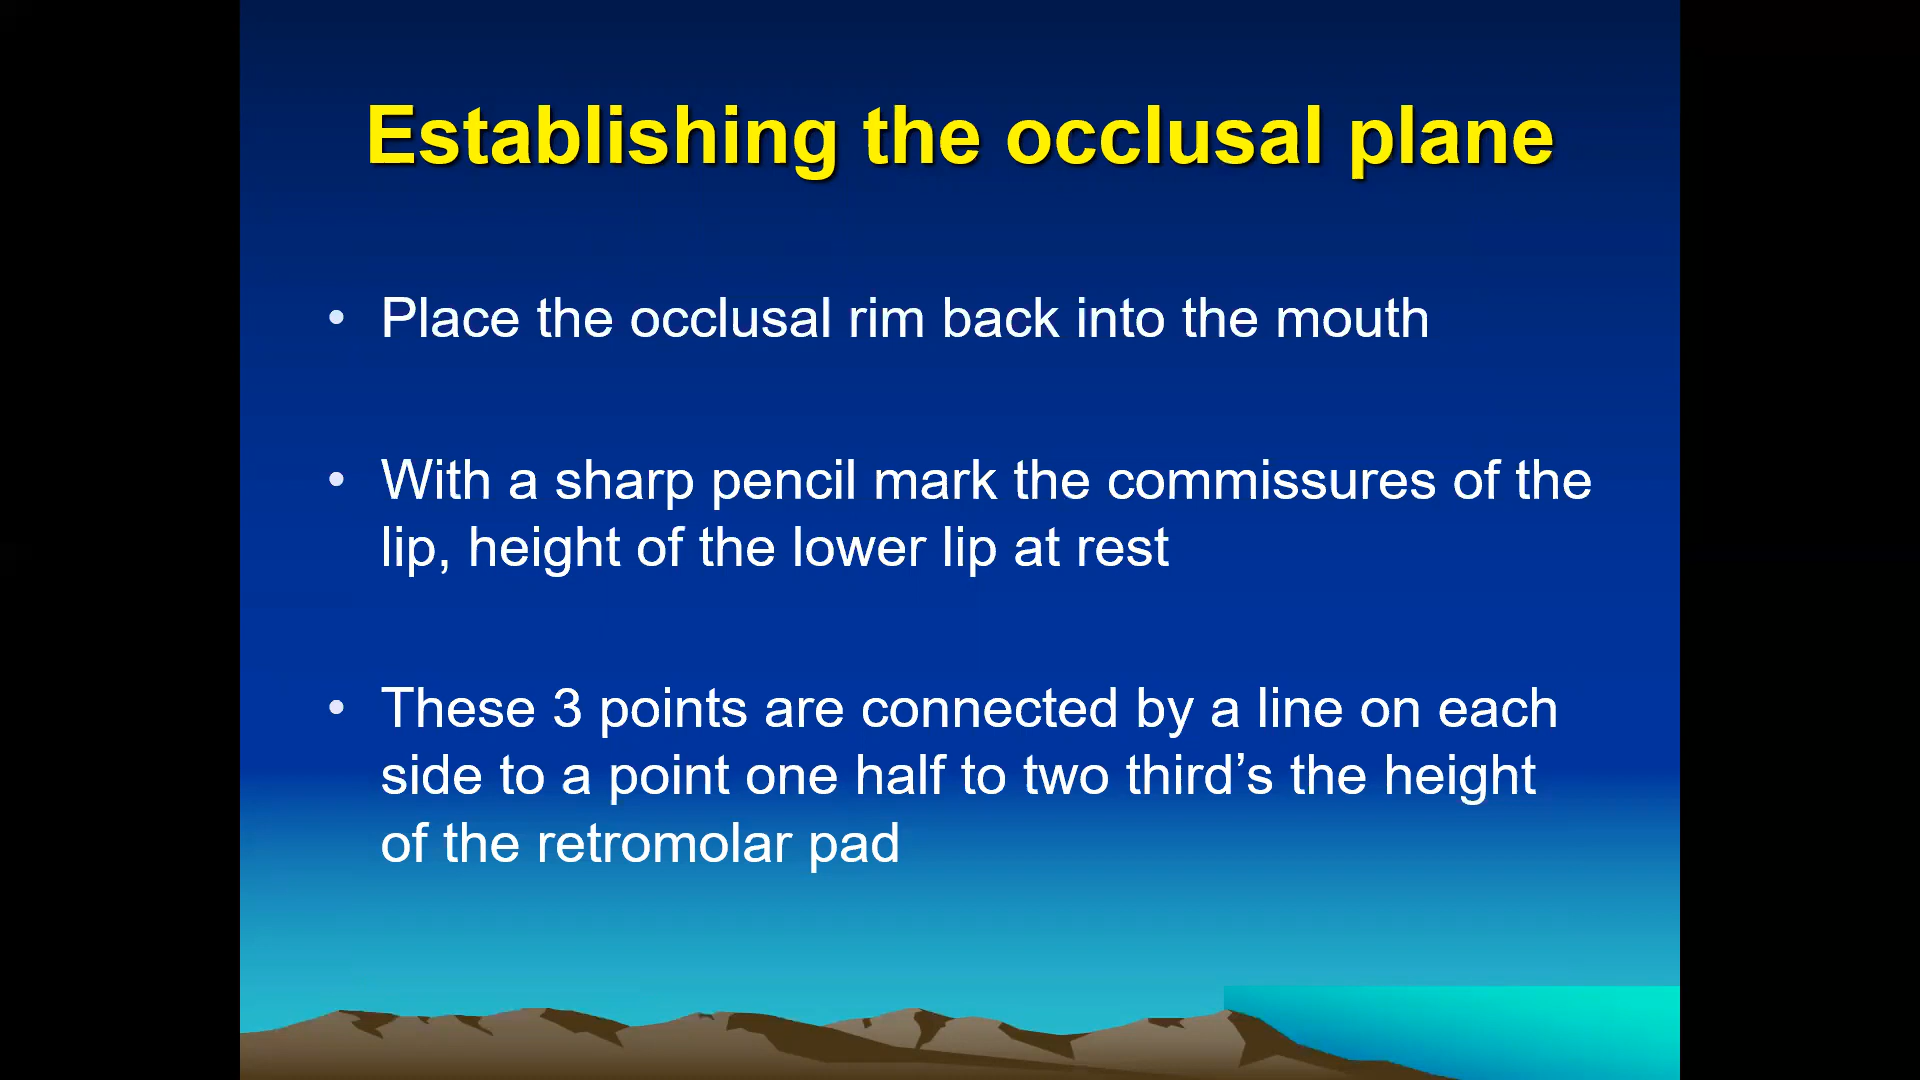 Establishing the occlusal plane
• Place the occlusal rim back into the mouth
• With a sharp pencil mark the commissures of the
lip, height of the lower lip at rest
• These 3 points are connected by a line on each
side to a point one half to two third’s the height
of the retromolar pad